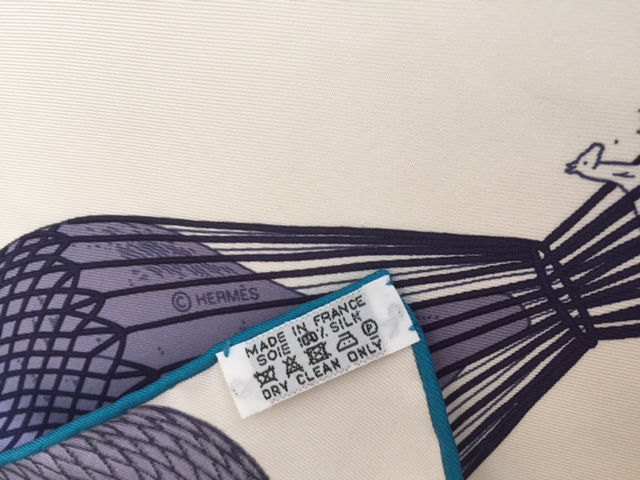 © HERMÈS
MADE IN FRANCE
SOIE 100% SILK
DRY CLEAN ONLY